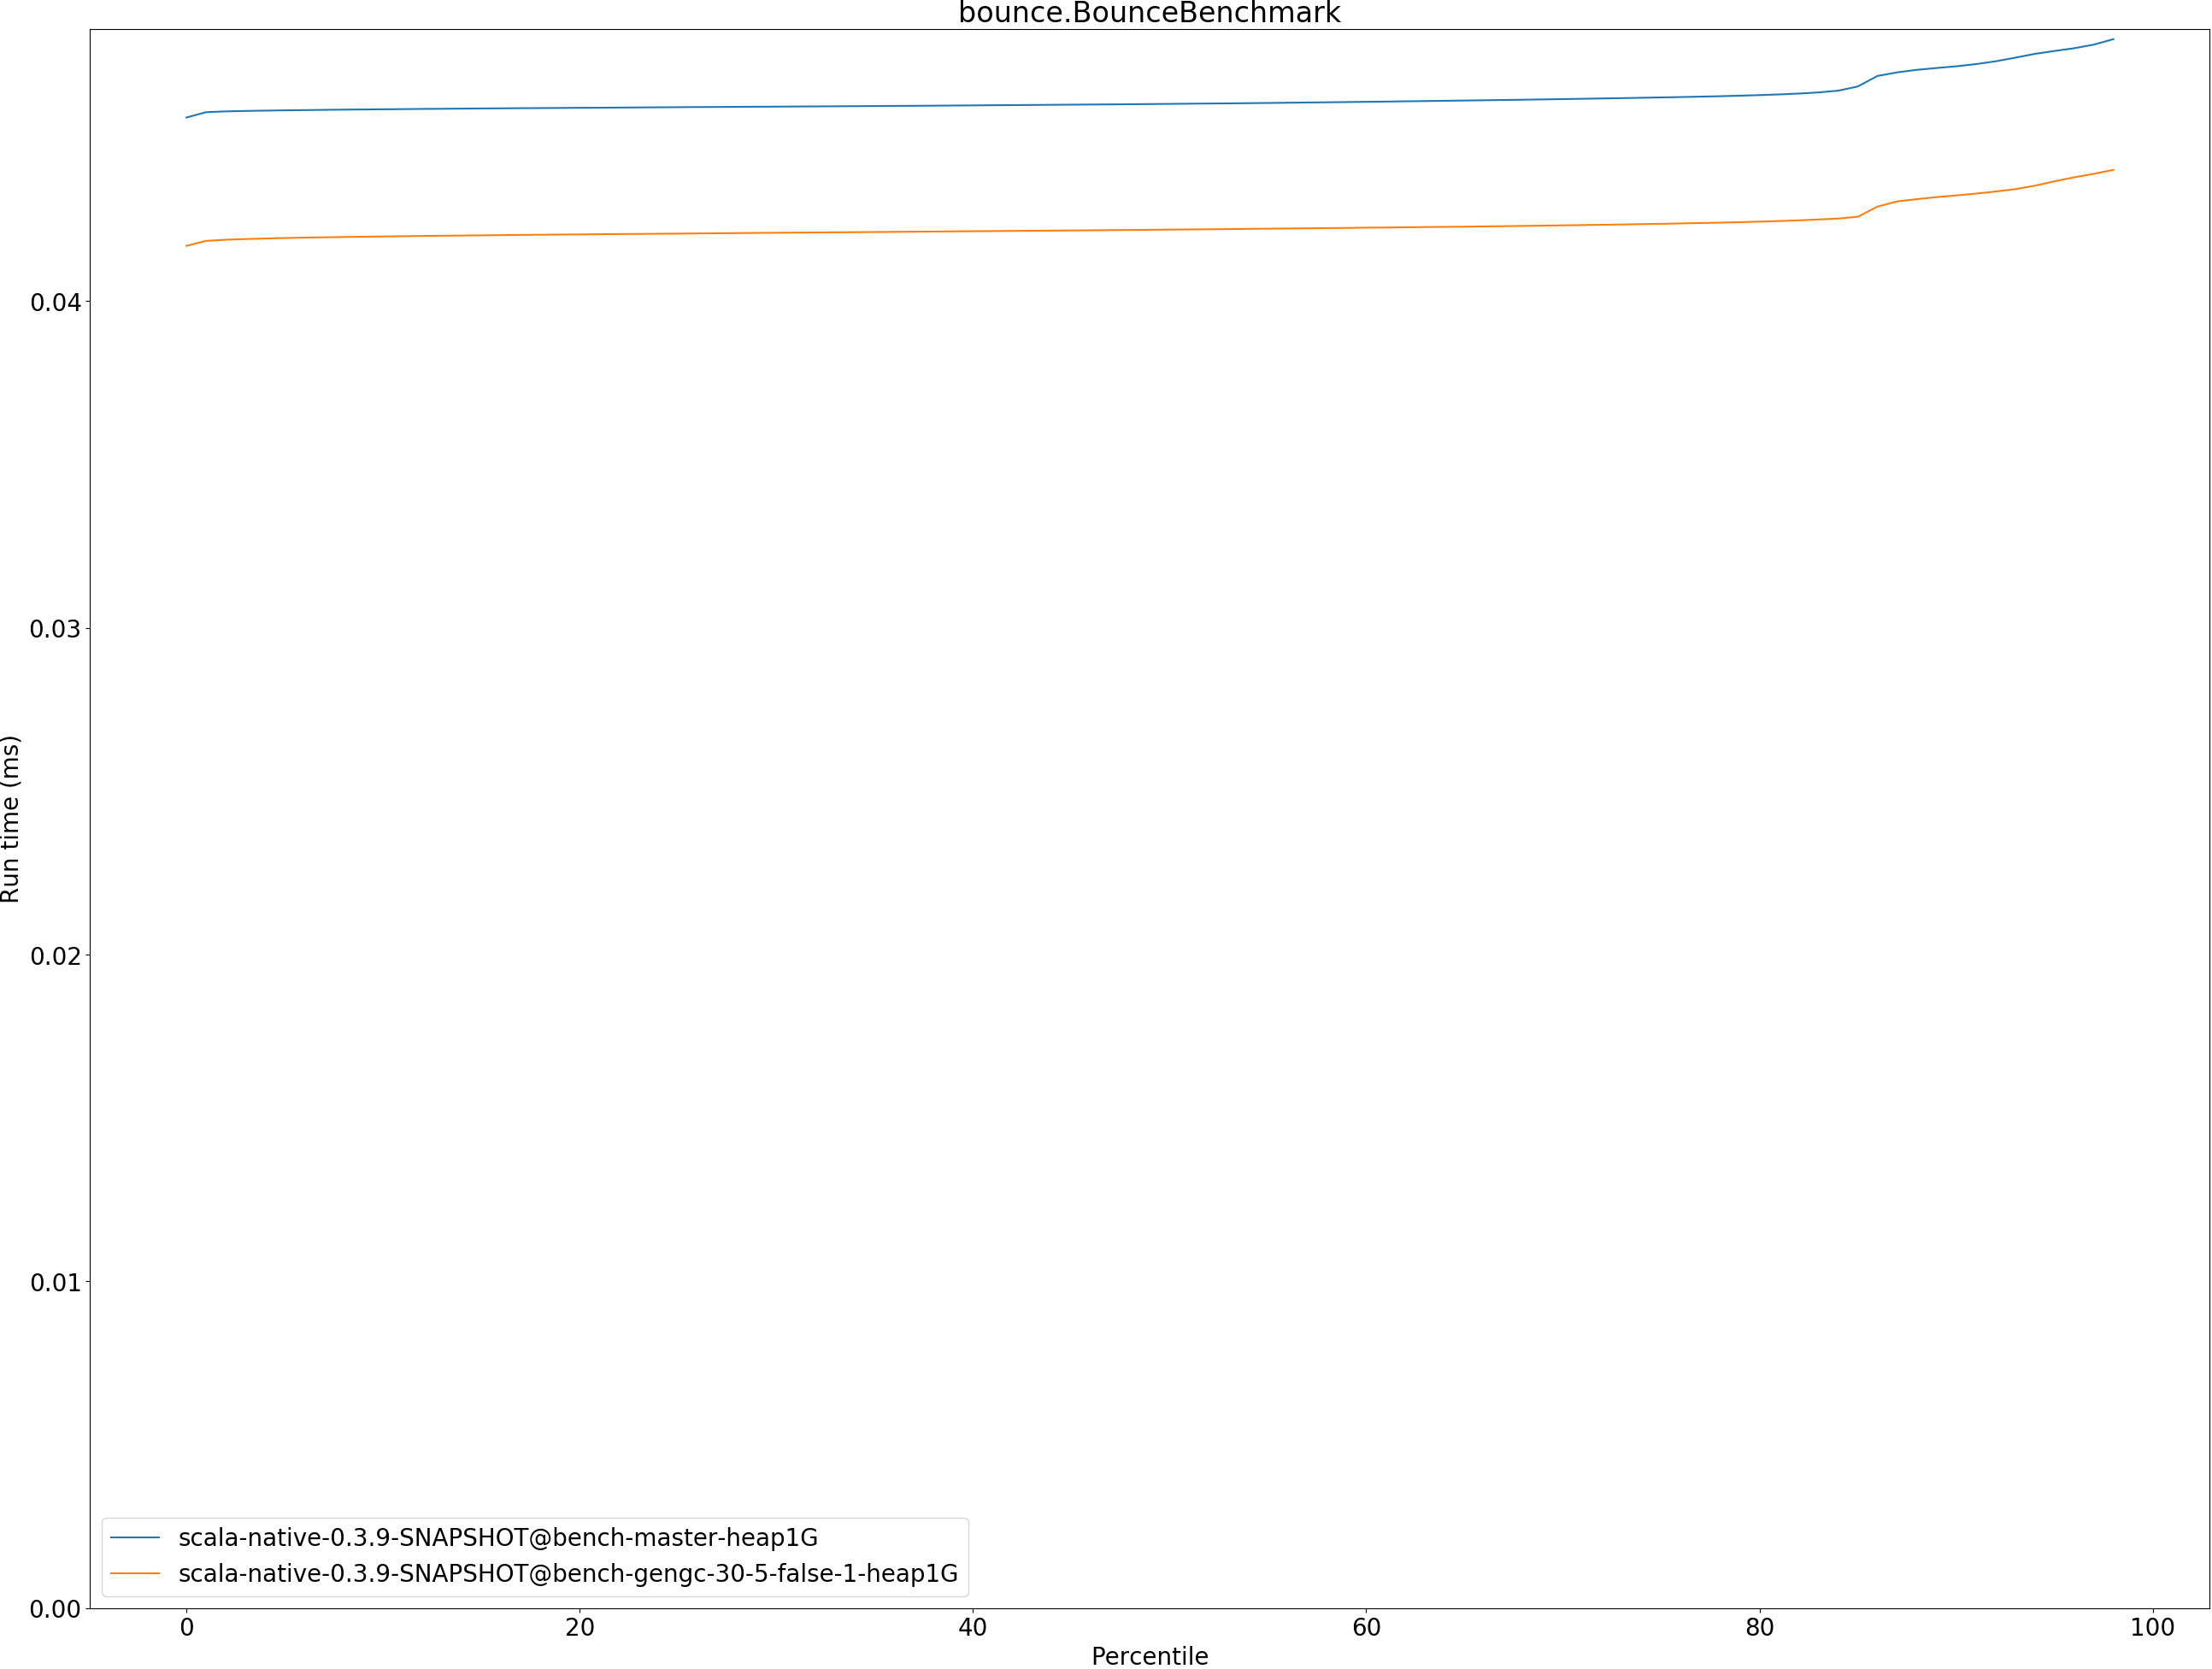 bounce.BounceBenchmark
Run time (ms)
0.04
0.03
0.02
0.01
0.00
scala-native-0.3.9-SNAPSHOT@bench-master-heap1G
scala-native-0.3.9-SNAPSHOT@bench-gengc-30-5-false-1-heap1G
0 20 40 60 80 100
Percentile